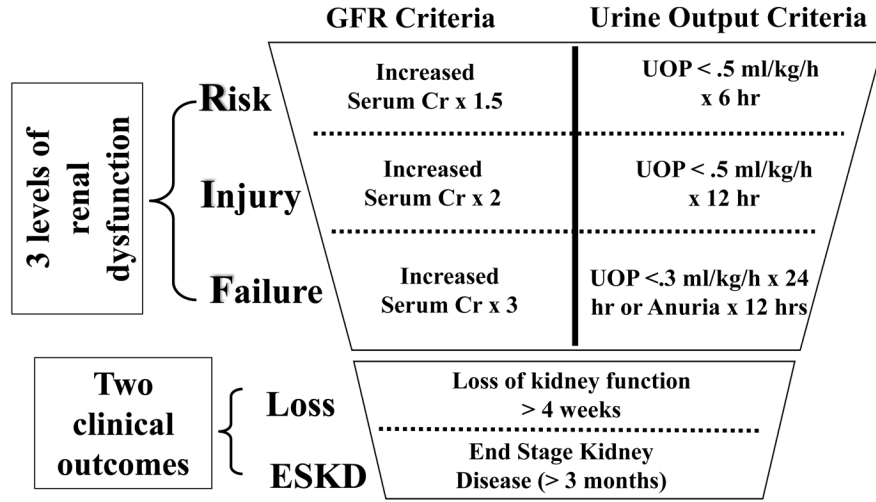 GFR Criteria
Urine Output Criteria
3 levels of
renal
dysfunction
Risk
Increased
Serum Cr x 1.5
UOP < .5 ml/kg/h
x 6 hr
Injury
Increased
Serum Cr x 2
UOP < .5 ml/kg/h
x 12 hr
Failure
Increased
Serum Cr x 3
UOP <.3 ml/kg/h x 24
hr or Anuria x 12 hrs
Two
clinical
outcomes
Loss
Loss of kidney function
> 4 weeks
ESKD
End Stage Kidney
Disease (> 3 months)